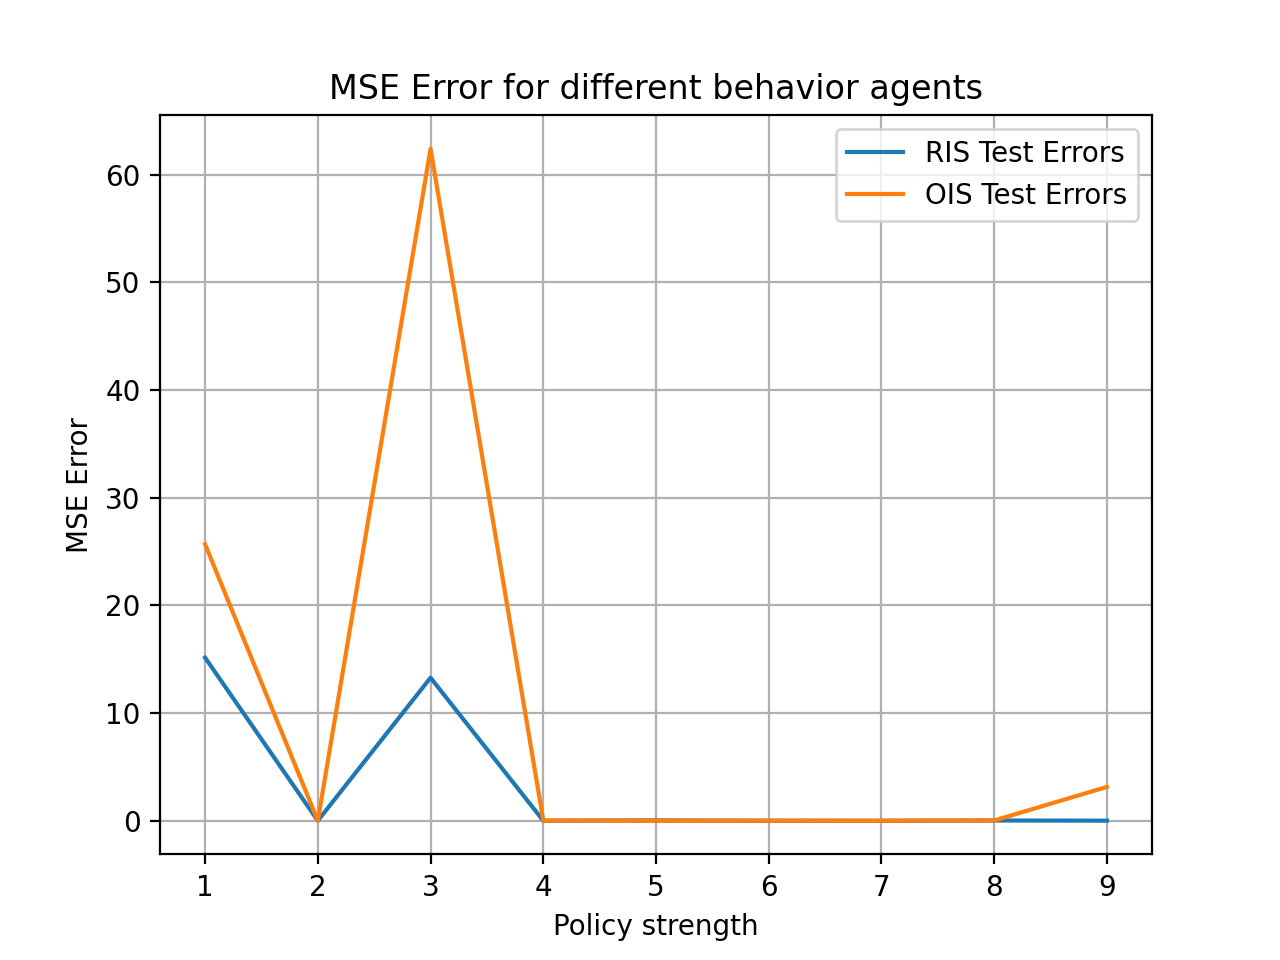 MSE Error for different behavior agents
RIS Test Errors
OIS Test Errors
MSE Error
60
50
40
30
20
10
0
1 2 3 4 5 6 7 8 9
Policy strength